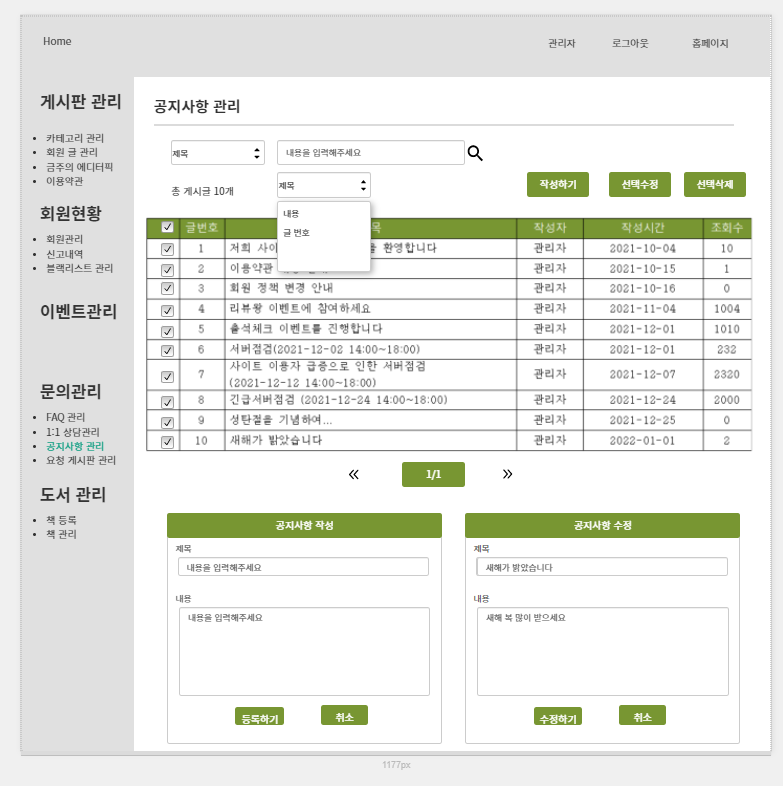 Home
관리자 로그아웃 홈페이지
게시판 관리
카테고리 관리
회원 글 관리
금주의 에디터픽
이용약관
회원현황
회원관리
신고내역
블랙리스트 관리
이벤트관리
문의관리
FAQ 관리
1:1 상담관리
공지사항 관리
요청 게시판 관리
도서 관리
책 등록
책 관리
공지사항 관리
제목 내용을 입력해주세요
총 게시글 10개 제목 작성하기 선택수정 선택삭제
내용
글 번호
글번호 목 작성자 작성시간 조회수
1 저희 사이 을 환영합니다 관리자 2021-10-04 10
2 이용약관 관리자 2021-10-15 1
3 회원 정책 변경 안내 관리자 2021-10-16 0
4 리뷰왕 이벤트에 참여하세요 관리자 2021-11-04 1004
5 출석체크 이벤트를 진행합니다 관리자 2021-12-01 1010
6 서버점검(2021-12-02 14:00~18:00) 관리자 2021-12-01 232
7 사이트 이용자 급증으로 인한 서버점검 관리자 2021-12-07 2320
(2021-12-12 14:00~18:00)
8 긴급서버점검 (2021-12-24 14:00~18:00) 관리자 2021-12-24 2000
9 성탄절을 기념하여... 관리자 2021-12-25 0
10 새해가 밝았습니다 관리자 2022-01-01 2
« 1/1 »
공지사항 작성
제목
내용을 입력해주세요
내용
내용을 입력해주세요
등록하기 취소
공지사항 수정
제목
새해가 밝았습니다
내용
새해 복 많이 받으세요
수정하기 취소
1177px